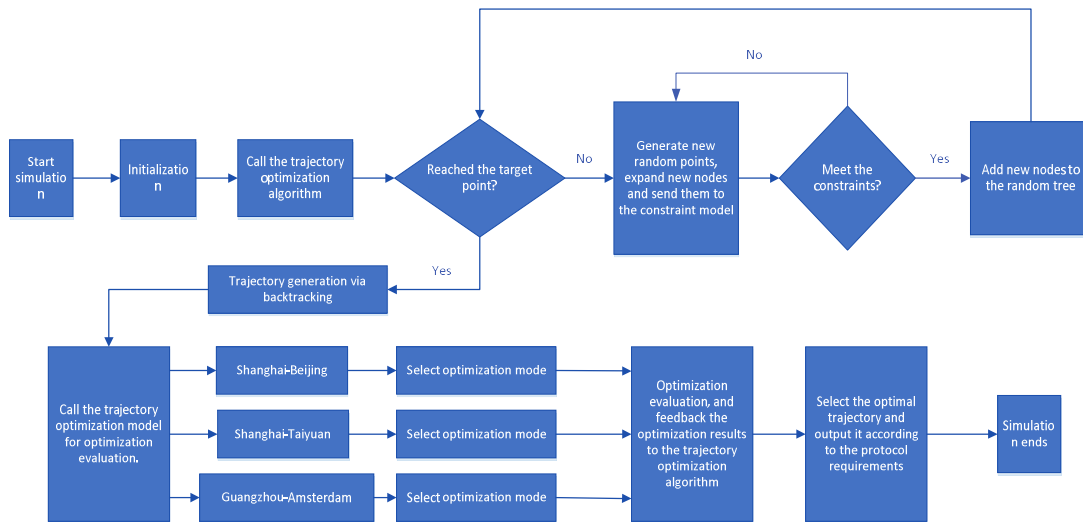 No
Start
simulatio
n
Initializatio
n
Call the trajectory
optimization
algorithm
Reached the target
point?
No
Generate new
random points,
expand new nodes
and send them to
the constraint model
Meet the
constraints?
Yes
Add new nodes to
the random tree
Yes
Trajectory generation via
backtracking
Call the trajectory
optimization model
for optimization
evaluation.
Shanghai-Beijing
Select optimization mode
Shanghai-Taiyuan
Select optimization mode
Guangzhou-Amsterdam
Select optimization mode
Optimization
evaluation, and
feedback the
optimization results
to the trajectory
optimization
algorithm
Select the optimal
trajectory and
output it according
to the protocol
requirements
Simulatio
n ends